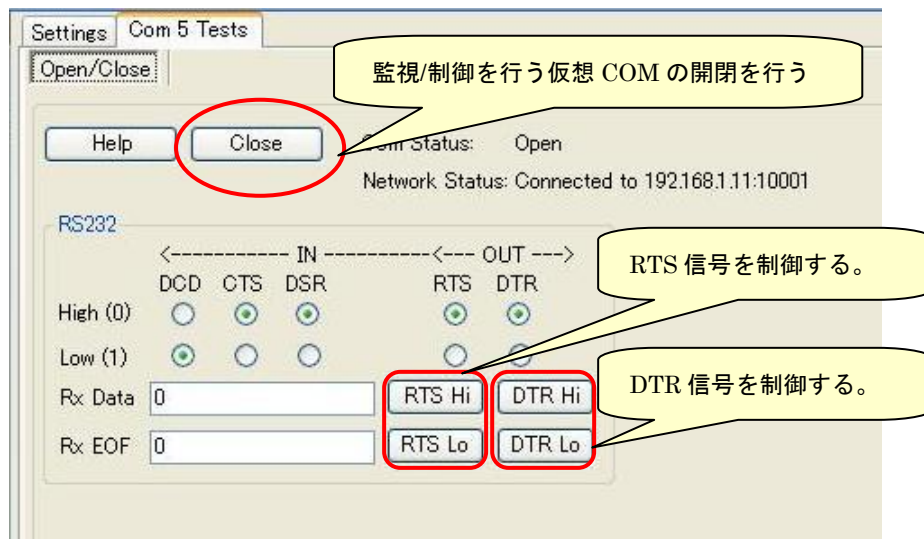 Settings Com 5 Tests
Open/Close
監視/制御を行う仮想 COM の開閉を行う
Help Close Com Status: Open
Network Status: Connected to 192.168.1.11:10001
RS232
<----------- IN -----------<--- OUT --->
DCD CTS DSR RTS DTR
High (0)
Low (1)
Rx Data 0 RTS Hi DTR Hi
Rx EOF 0 RTS Lo DTR Lo
RTS 信号を制御する。
DTR 信号を制御する。